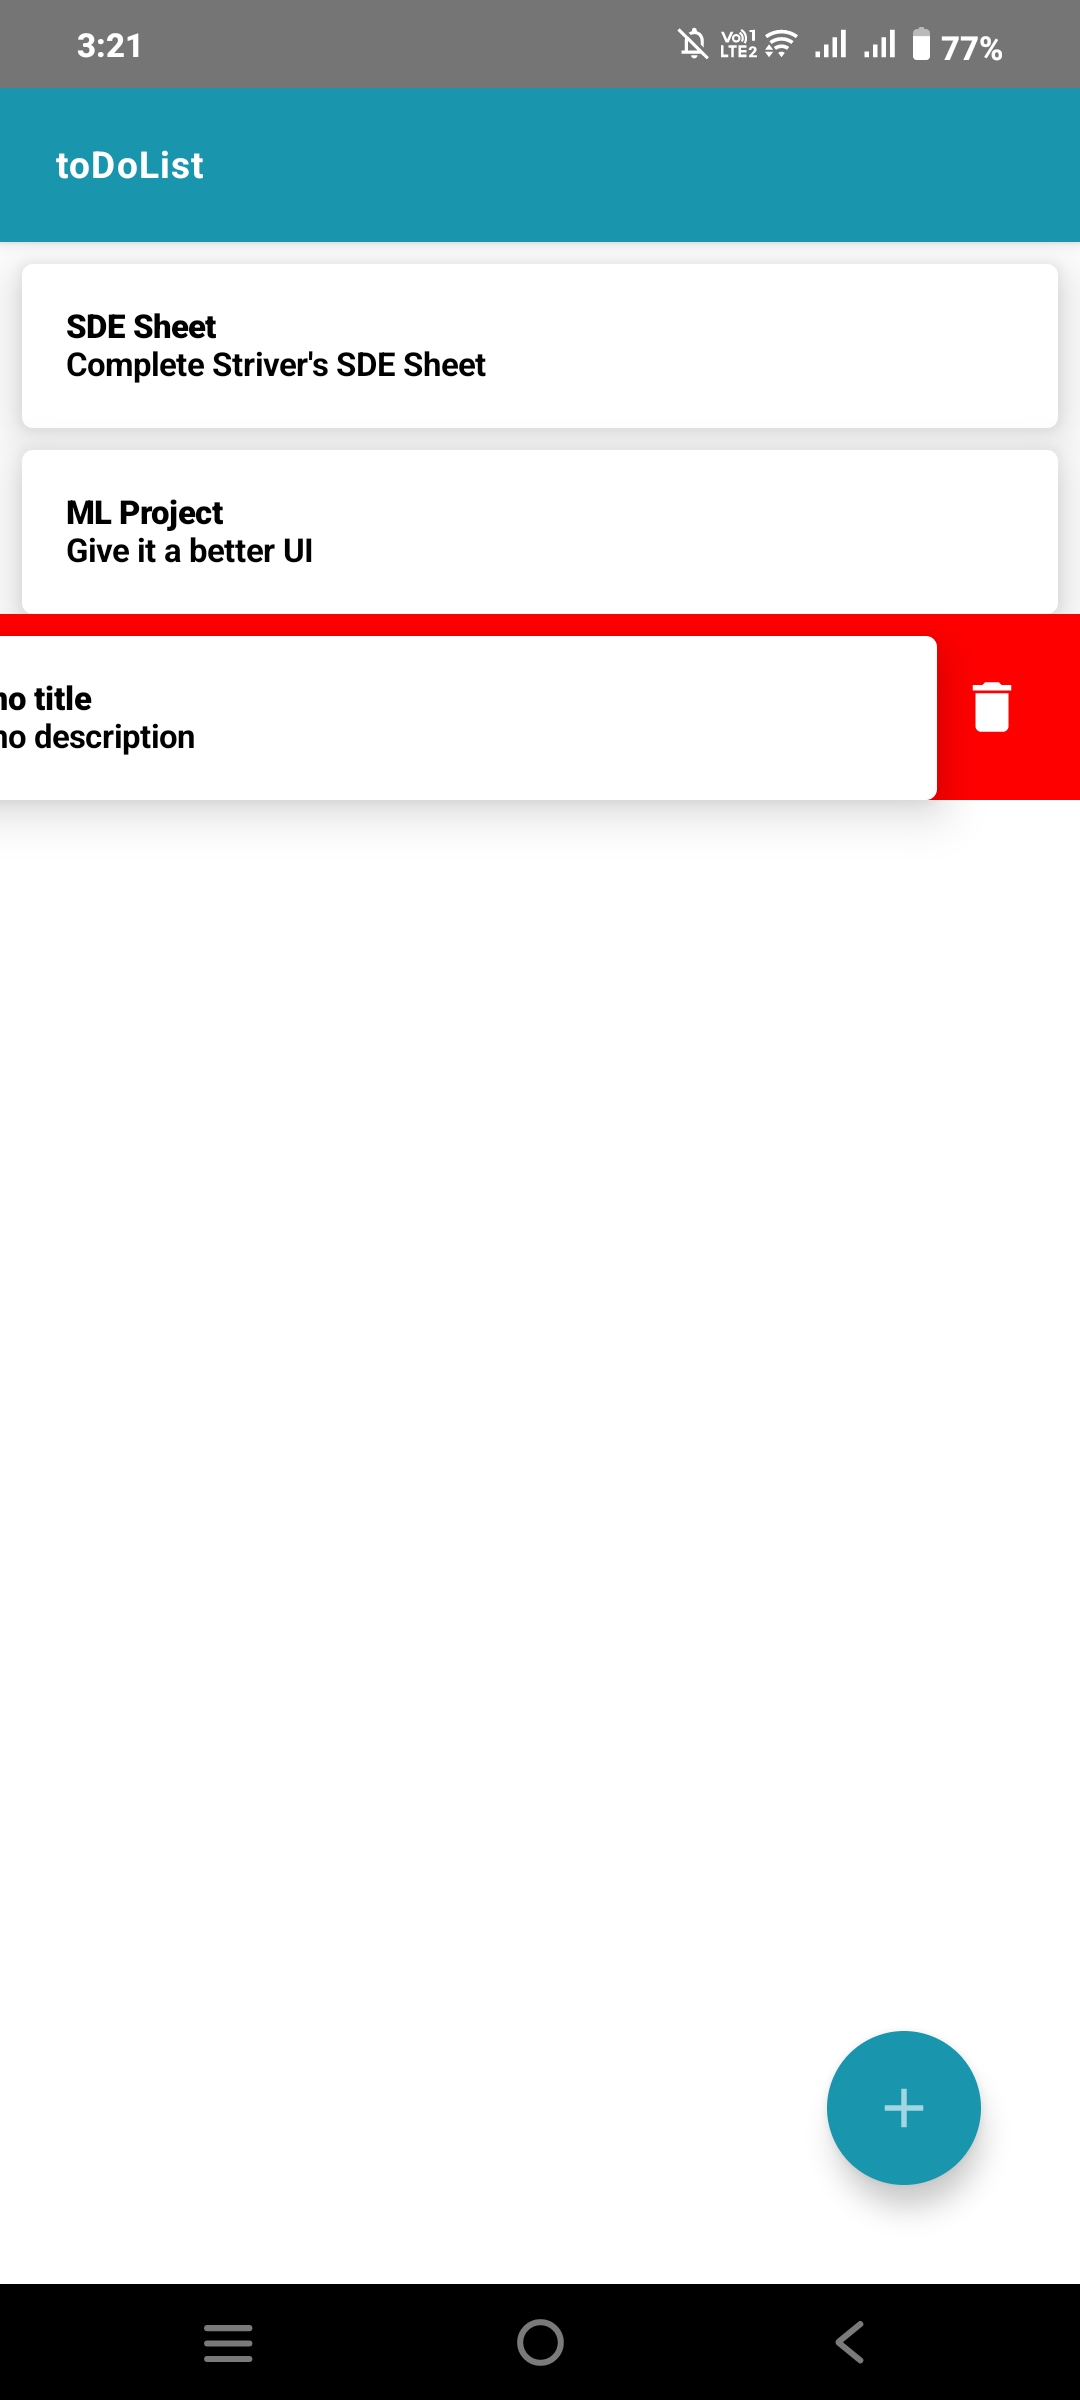 3:21
Vo)) 1
LTE2
77%
toDoList
SDE Sheet
Complete Striver's SDE Sheet
ML Project
Give it a better UI
no title
no description